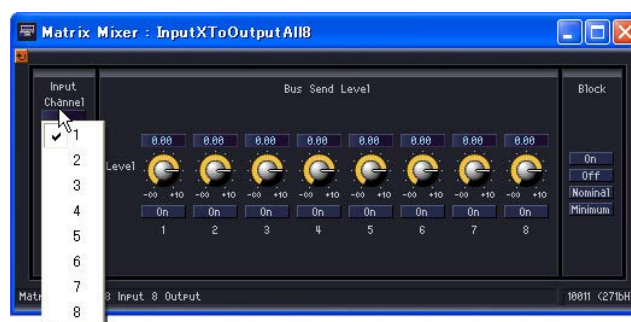 Matrix Mixer : InputXToOutputAll8
Input
Channel
Bus Send Level
Block
1
2
3
4
5
6
7
8
Level
0.00 0.00 0.00 0.00 0.00 0.00 0.00 0.00
-∞ +10 -∞ +10 -∞ +10 -∞ +10 -∞ +10 -∞ +10 -∞ +10 -∞ +10
On On On On On On On On
1 2 3 4 5 6 7 8
On
Off
Nominal
Minimum
Matr
8 Input 8 Output
10011 (271bH